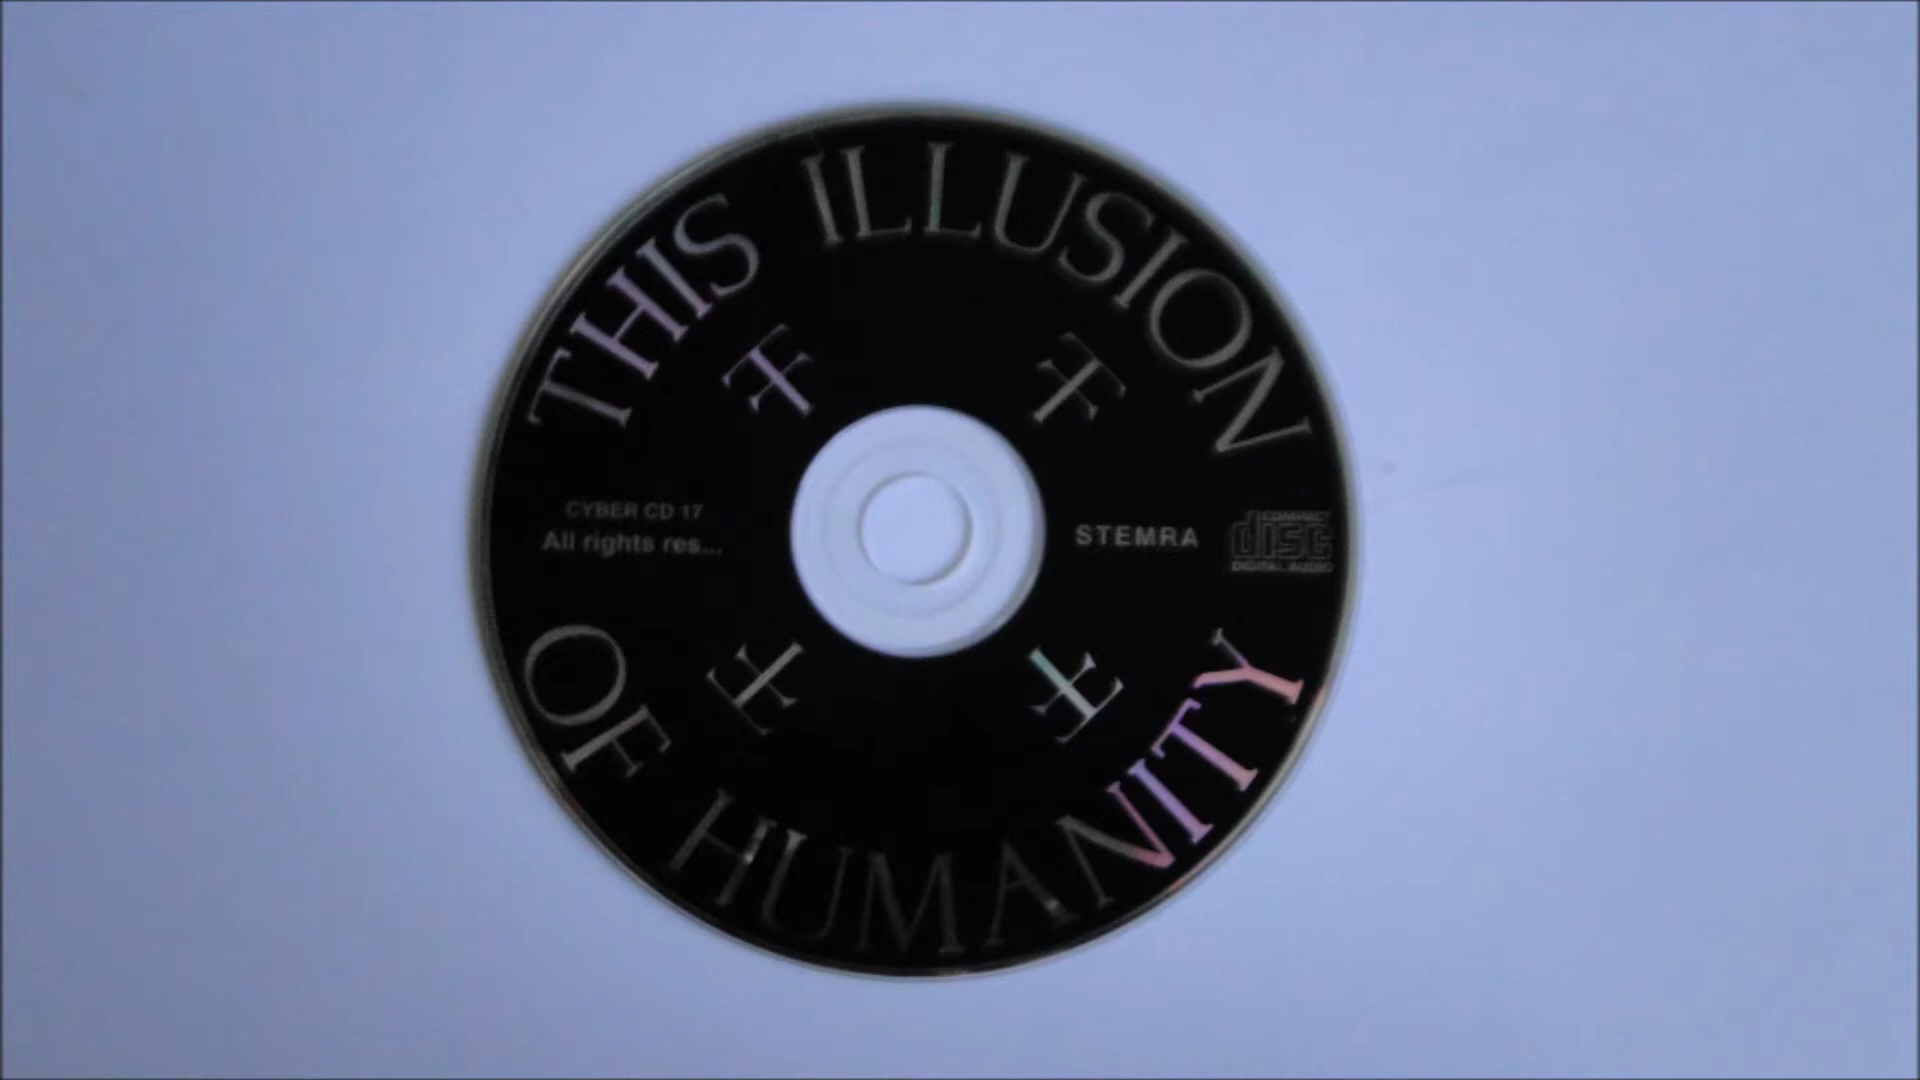 THIS ILLUSION
CYBER CD 17
All rights res...
STEMRA
COMPACT
disc
DIGITAL AUDIO
OF HUMANITY